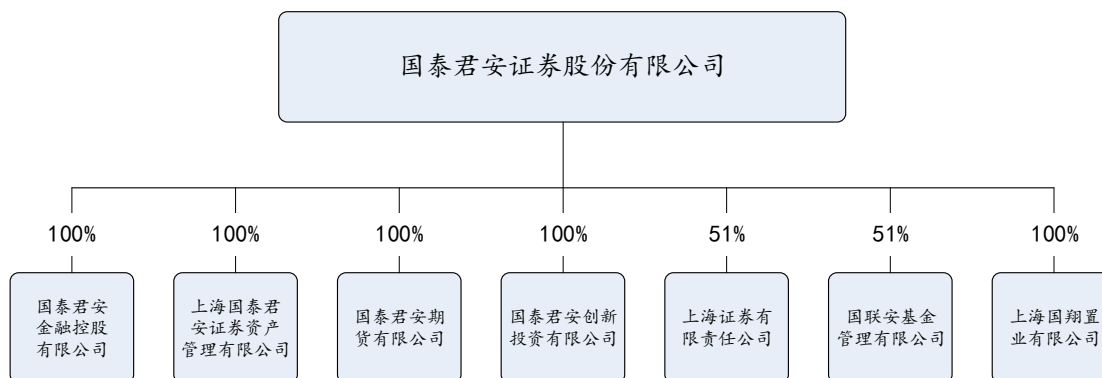 国泰君安证券股份有限公司
100% 100% 100% 100% 51% 51% 100%
国泰君安
金融控股
有限公司
上海国泰君
安证券资产
管理有限公司
国泰君安期
货有限公司
国泰君安创新
投资有限公司
上海证券有
限责任公司
国联安基金
管理有限公司
上海国翔置
业有限公司